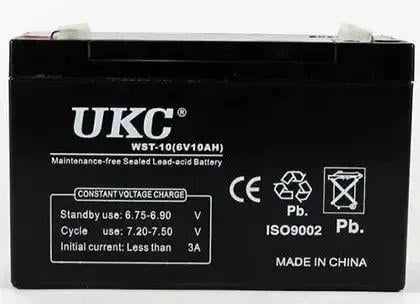 UKC®
WST-10(6V10AH)
Maintenance-free Sealed Lead-acid Battery
CONSTANT VOLTAGE CHARGE
Standby use: 6.75-6.90 V
Cycle use: 7.20-7.50 V
Initial current: Less than 3A
Pb.
ISO9002
Pb.
MADE IN CHINA